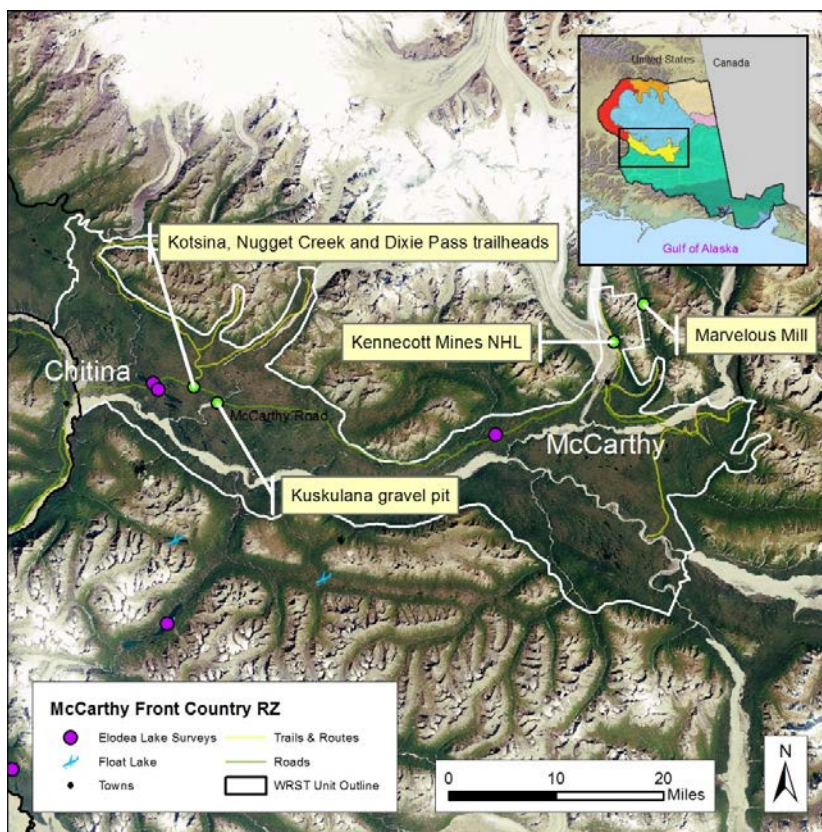 United States
Canada
Gulf of Alaska
Kotsina, Nugget Creek and Dixie Pass trailheads
Kennecott Mines NHL
Marvelous Mill
Chitina
McCarthy Road
McCarthy
Kuskulana gravel pit
McCarthy Front Country RZ
Elodea Lake Surveys
Trails & Routes
Float Lake
Roads
Towns
WRST Unit Outline
0 10 20
Miles
N